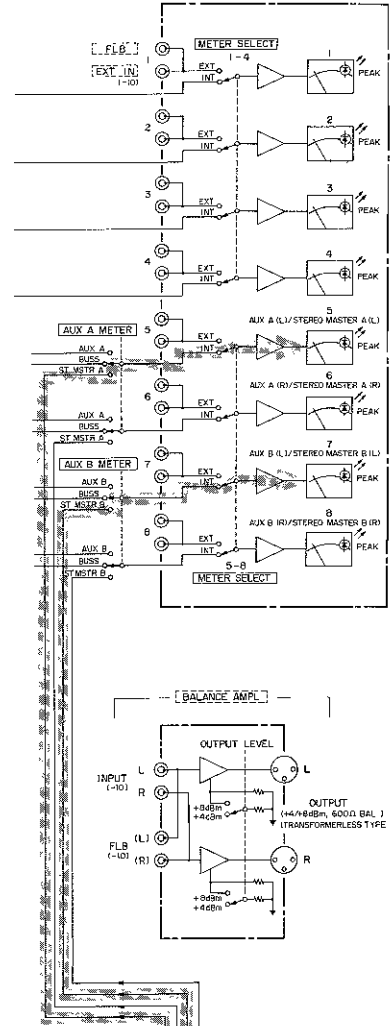 FLB
METER SELECT
1
1-4
1
EXT IN
(-10)
EXT
INT
PEAK
2
2
EXT
INT
PEAK
3
3
EXT
INT
PEAK
4
4
EXT
INT
PEAK
5
AUX A METER
5
AUX A (L)/STEREO MASTER A (L)
EXT
INT
PEAK
AUX A
BUSS
ST MSTR A
6
6
AUX A (R)/STEREO MASTER A (R)
EXT
INT
PEAK
AUX A
BUSS
ST MSTR A
7
AUX B METER
7
AUX B (L)/STEREO MASTER B (L)
EXT
INT
PEAK
AUX B
BUSS
ST MSTR B
8
8
AUX B (R)/STEREO MASTER B (R)
EXT
INT
PEAK
AUX B
BUSS
ST MSTR B
5-8
METER SELECT
BALANCE AMPL
OUTPUT LEVEL
INPUT
(-10)
L
R
L
+8dBm
+4dBm
OUTPUT
(+4/+8dBm, 600Ω BAL)
(TRANSFORMERLESS TYPE
FLB
(-10)
(L)
(R)
R
+8dBm
+4dBm